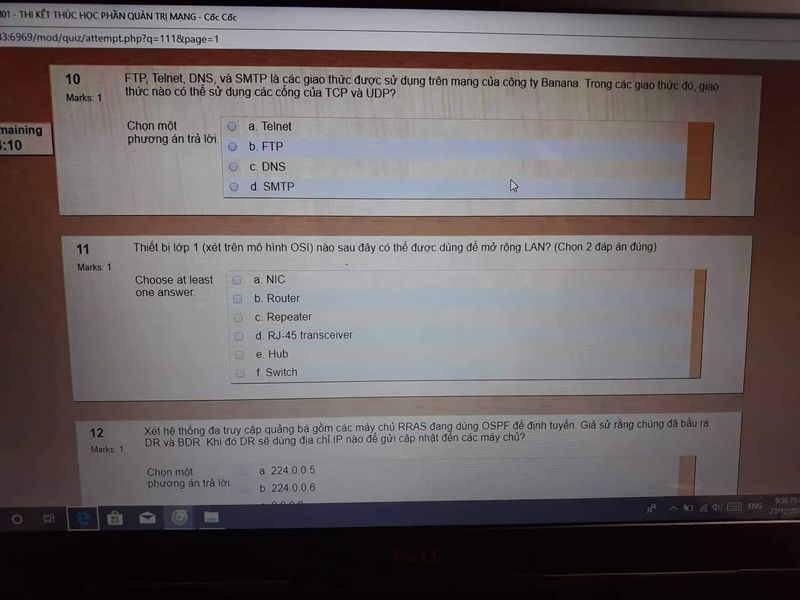 01 - THI KẾT THÚC HỌC PHẦN QUẢN TRỊ MẠNG - Cốc Cốc
3:6969/mod/quiz/attempt.php?q=111&page=1
maining
:10
10
Marks: 1
FTP, Telnet, DNS, và SMTP là các giao thức được sử dụng trên mạng của công ty Banana. Trong các giao thức đó, giao
thức nào có thể sử dụng các cổng của TCP và UDP?
Chọn một
phương án trả lời.
a. Telnet
b. FTP
c. DNS
d. SMTP
11
Marks: 1
Thiết bị lớp 1 (xét trên mô hình OSI) nào sau đây có thể được dùng để mở rộng LAN? (Chọn 2 đáp án đúng)
Choose at least
one answer.
a. NIC
b. Router
c. Repeater
d. RJ-45 transceiver
e. Hub
f. Switch
12
Marks: 1
Xét hệ thống đa truy cập quảng bá gồm các máy chủ RRAS đang dùng OSPF để định tuyến. Giả sử rằng chúng đã bầu ra
DR và BDR. Khi đó DR sẽ dùng địa chỉ IP nào để gửi cập nhật đến các máy chủ?
Chọn một
phương án trả lời.
a. 224.0.0.5
b. 224.0.0.6
ENG
9:56 PM
27/12/20
DELL